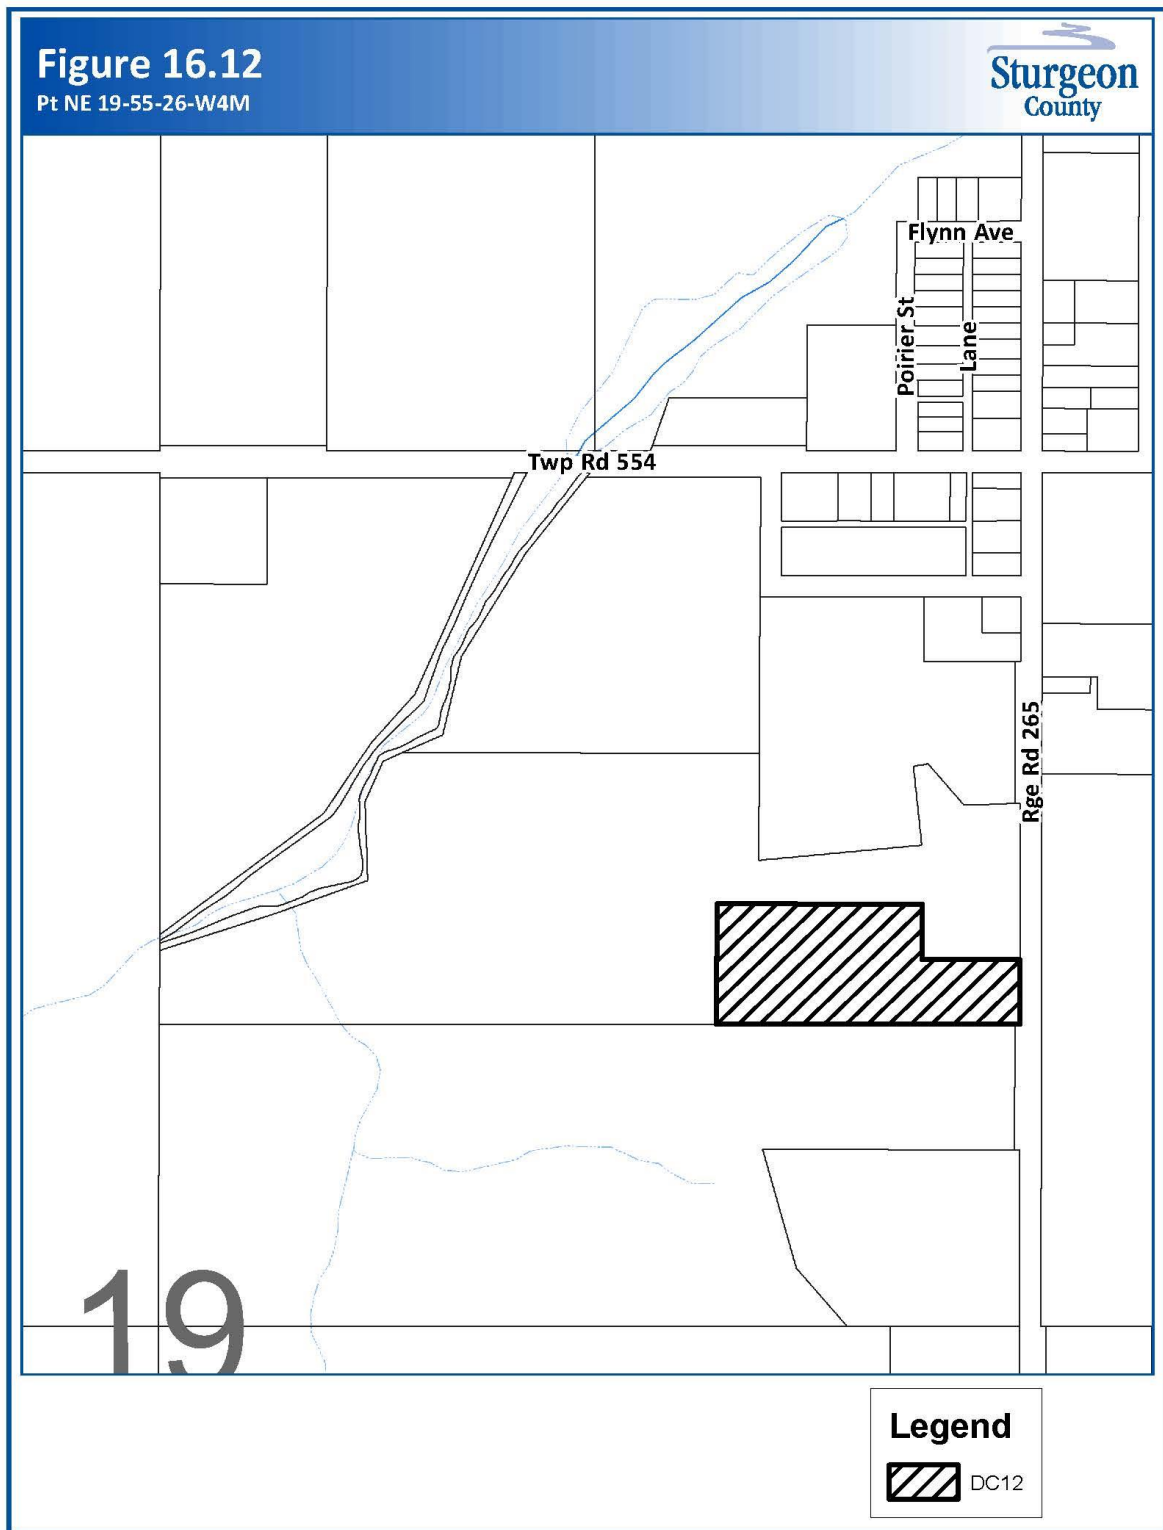 Figure 16.12
Pt NE 19-55-26-W4M
Sturgeon
County
Flynn Ave
Poirier St
Lane
Twp Rd 554
Rge Rd 265
19
Legend
DC12